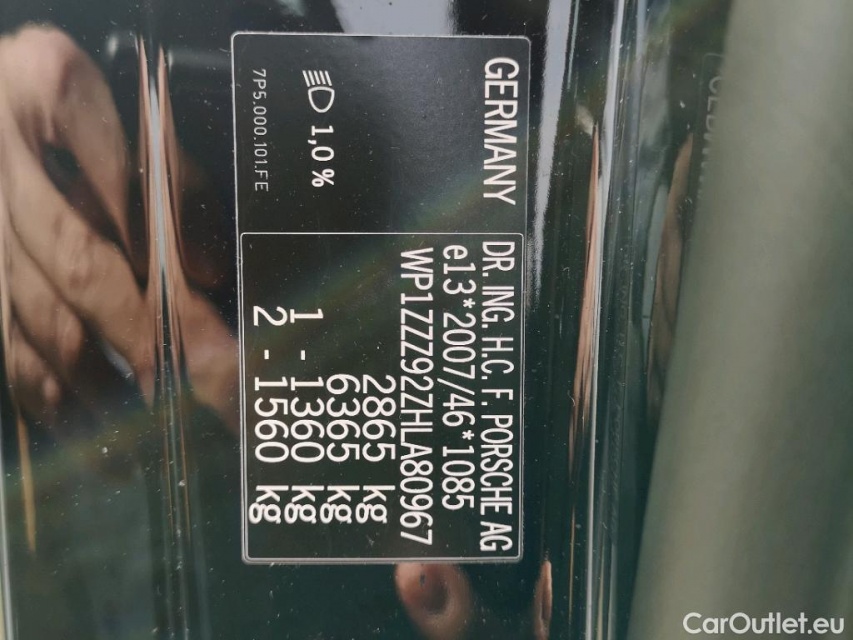 GERMANY
1,0 %
7P5.000.101.FE
DR. ING. H.C. F. PORSCHE AG
e13*2007/46*1085
WP1ZZZ92ZHLA80967
2865 kg
6365 kg
1 - 1360 kg
2 - 1560 kg
CarOutlet.eu